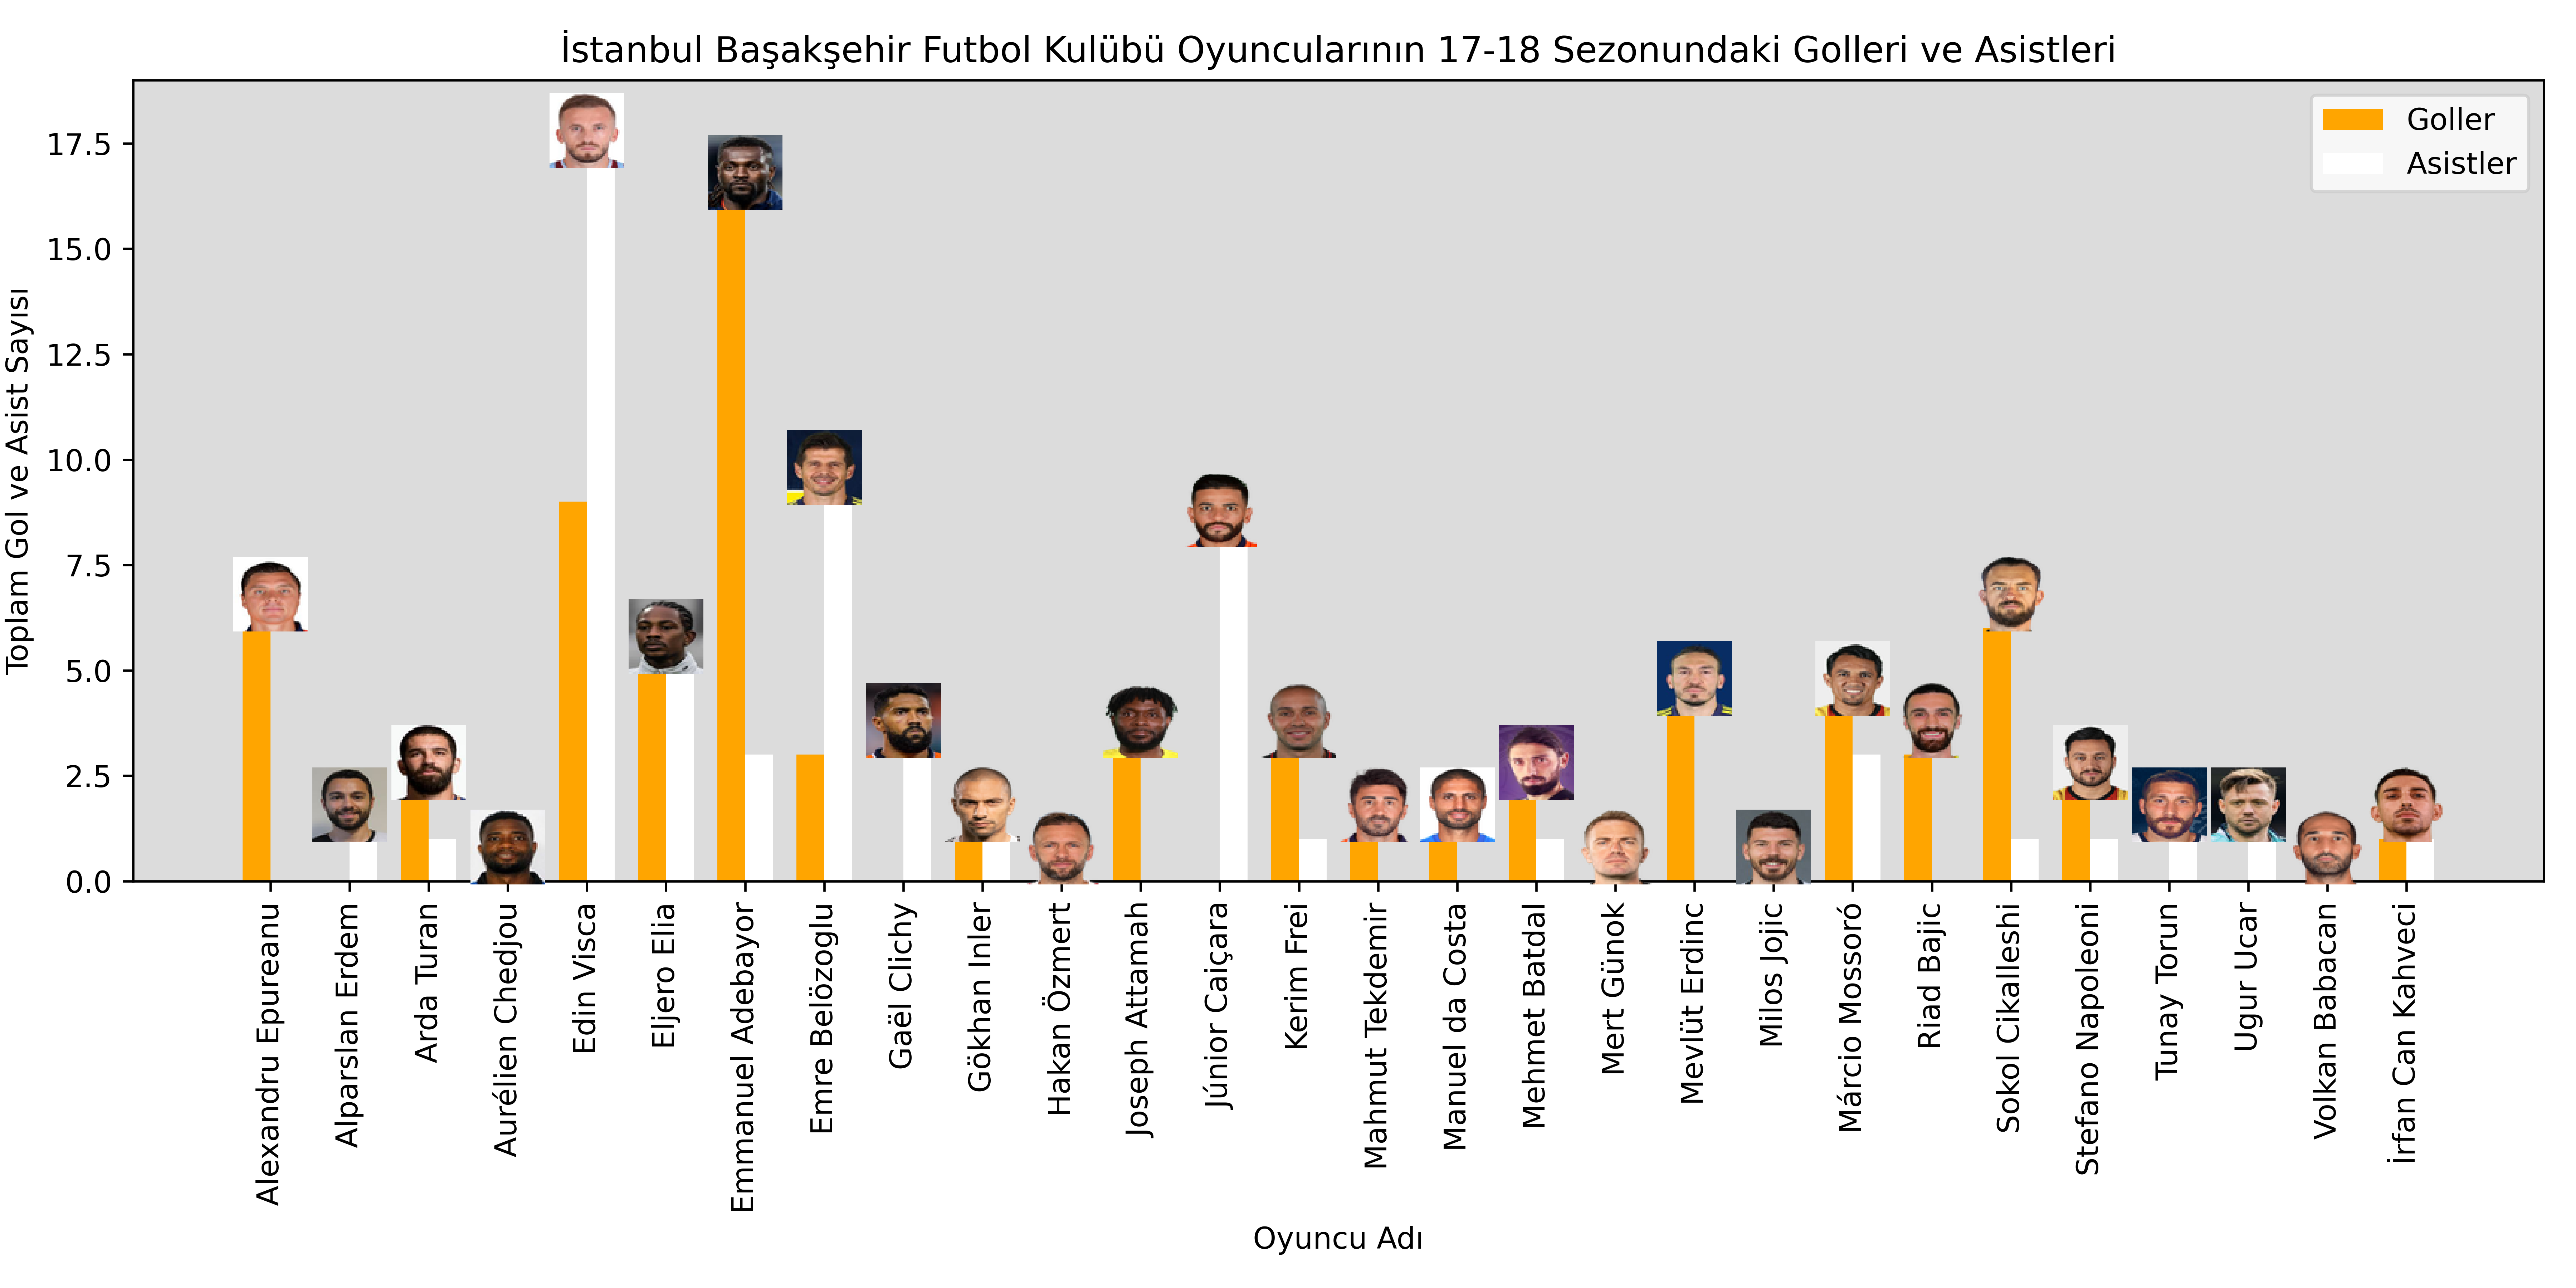 İstanbul Başakşehir Futbol Kulübü Oyuncularının 17-18 Sezonundaki Golleri ve Asistleri
Goller
Asistler
Toplam Gol ve Asist Sayısı
17.5
15.0
12.5
10.0
7.5
5.0
2.5
0.0
Alexandru Epureanu
Alparslan Erdem
Arda Turan
Aurélien Chedjou
Edin Visca
Eljero Elia
Emmanuel Adebayor
Emre Belözoglu
Gaël Clichy
Gökhan Inler
Hakan Özmert
Joseph Attamah
Júnior Caiçara
Kerim Frei
Mahmut Tekdemir
Manuel da Costa
Mehmet Batdal
Mert Günok
Mevlüt Erdinc
Milos Jojic
Márcio Mossoró
Riad Bajic
Sokol Cikalleshi
Stefano Napoleoni
Tunay Torun
Ugur Ucar
Volkan Babacan
İrfan Can Kahveci
Oyuncu Adı